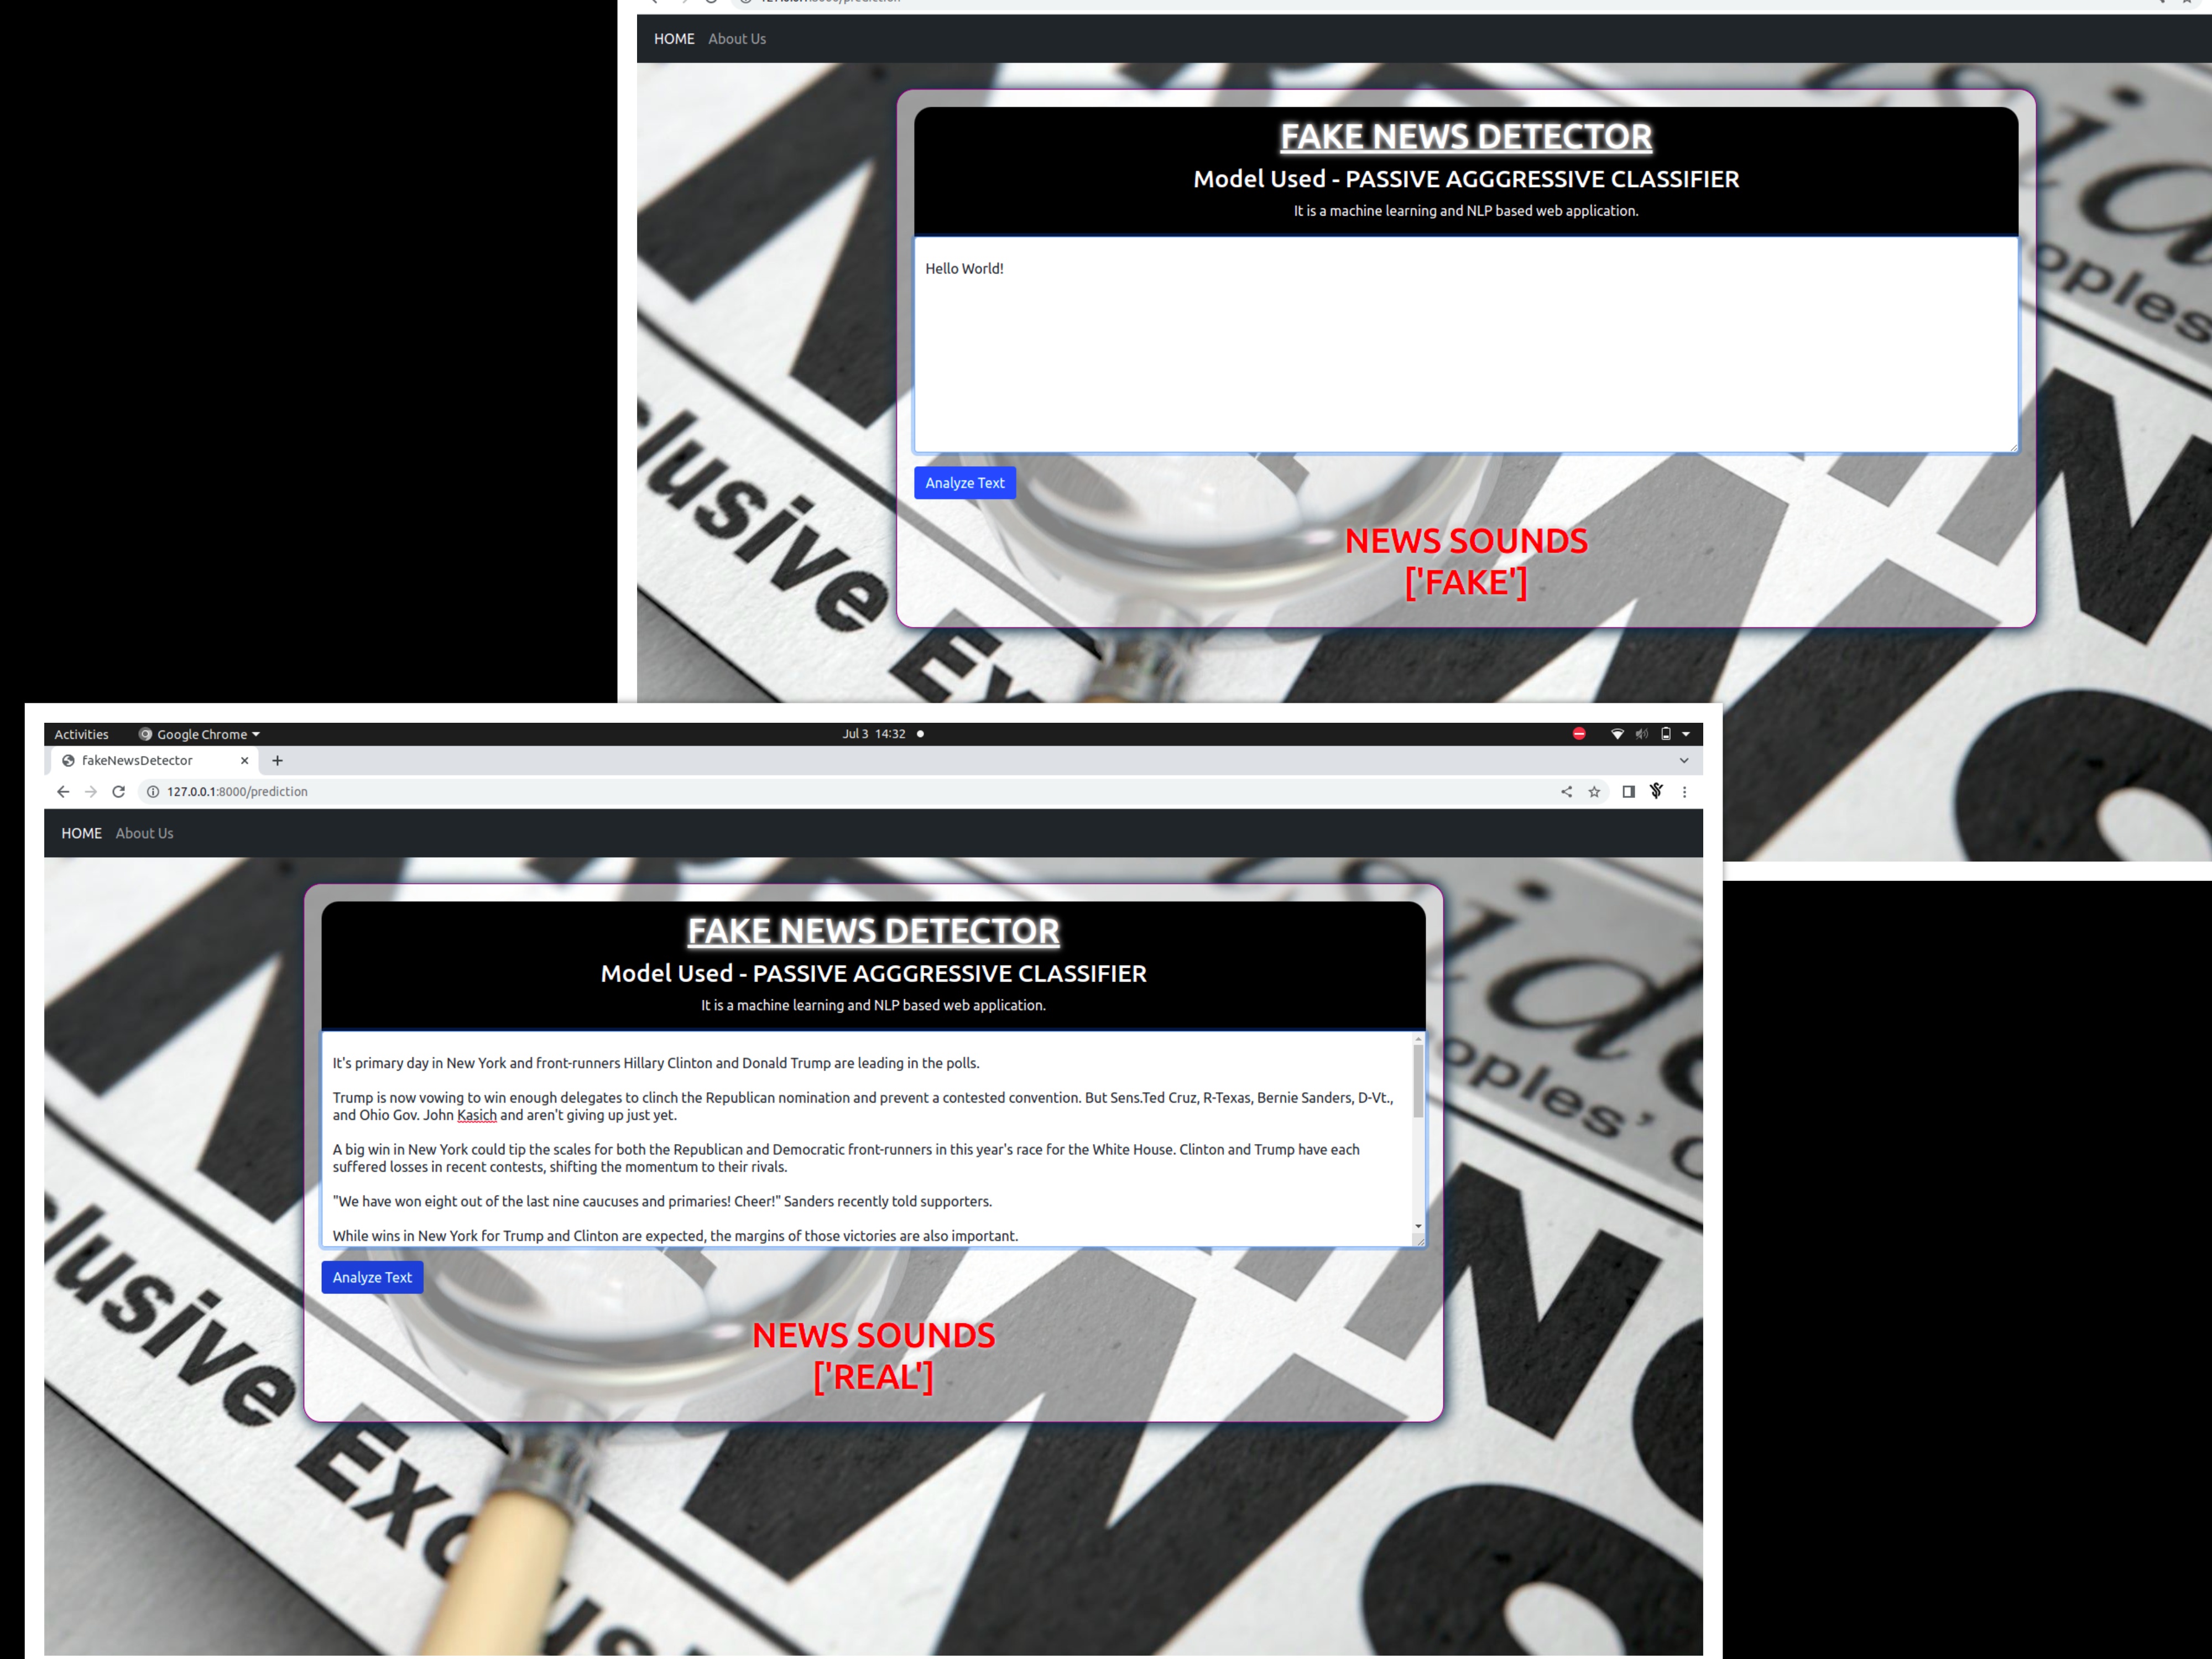 HOME About Us
FAKE NEWS DETECTOR
Model Used - PASSIVE AGGGRESSIVE CLASSIFIER
It is a machine learning and NLP based web application.
Hello World!
Analyze Text
NEWS SOUNDS
['FAKE']
lusive
oples
Activities Google Chrome Jul 3 14:32
fakeNewsDetector
127.0.0.1:8000/prediction
HOME About Us
FAKE NEWS DETECTOR
Model Used - PASSIVE AGGGRESSIVE CLASSIFIER
It is a machine learning and NLP based web application.
It's primary day in New York and front-runners Hillary Clinton and Donald Trump are leading in the polls.
Trump is now vowing to win enough delegates to clinch the Republican nomination and prevent a contested convention. But Sens.Ted Cruz, R-Texas, Bernie Sanders, D-Vt.,
and Ohio Gov. John Kasich and aren't giving up just yet.
A big win in New York could tip the scales for both the Republican and Democratic front-runners in this year's race for the White House. Clinton and Trump have each
suffered losses in recent contests, shifting the momentum to their rivals.
"We have won eight out of the last nine caucuses and primaries! Cheer!" Sanders recently told supporters.
While wins in New York for Trump and Clinton are expected, the margins of those victories are also important.
Analyze Text
NEWS SOUNDS
['REAL']
oples'
lusive